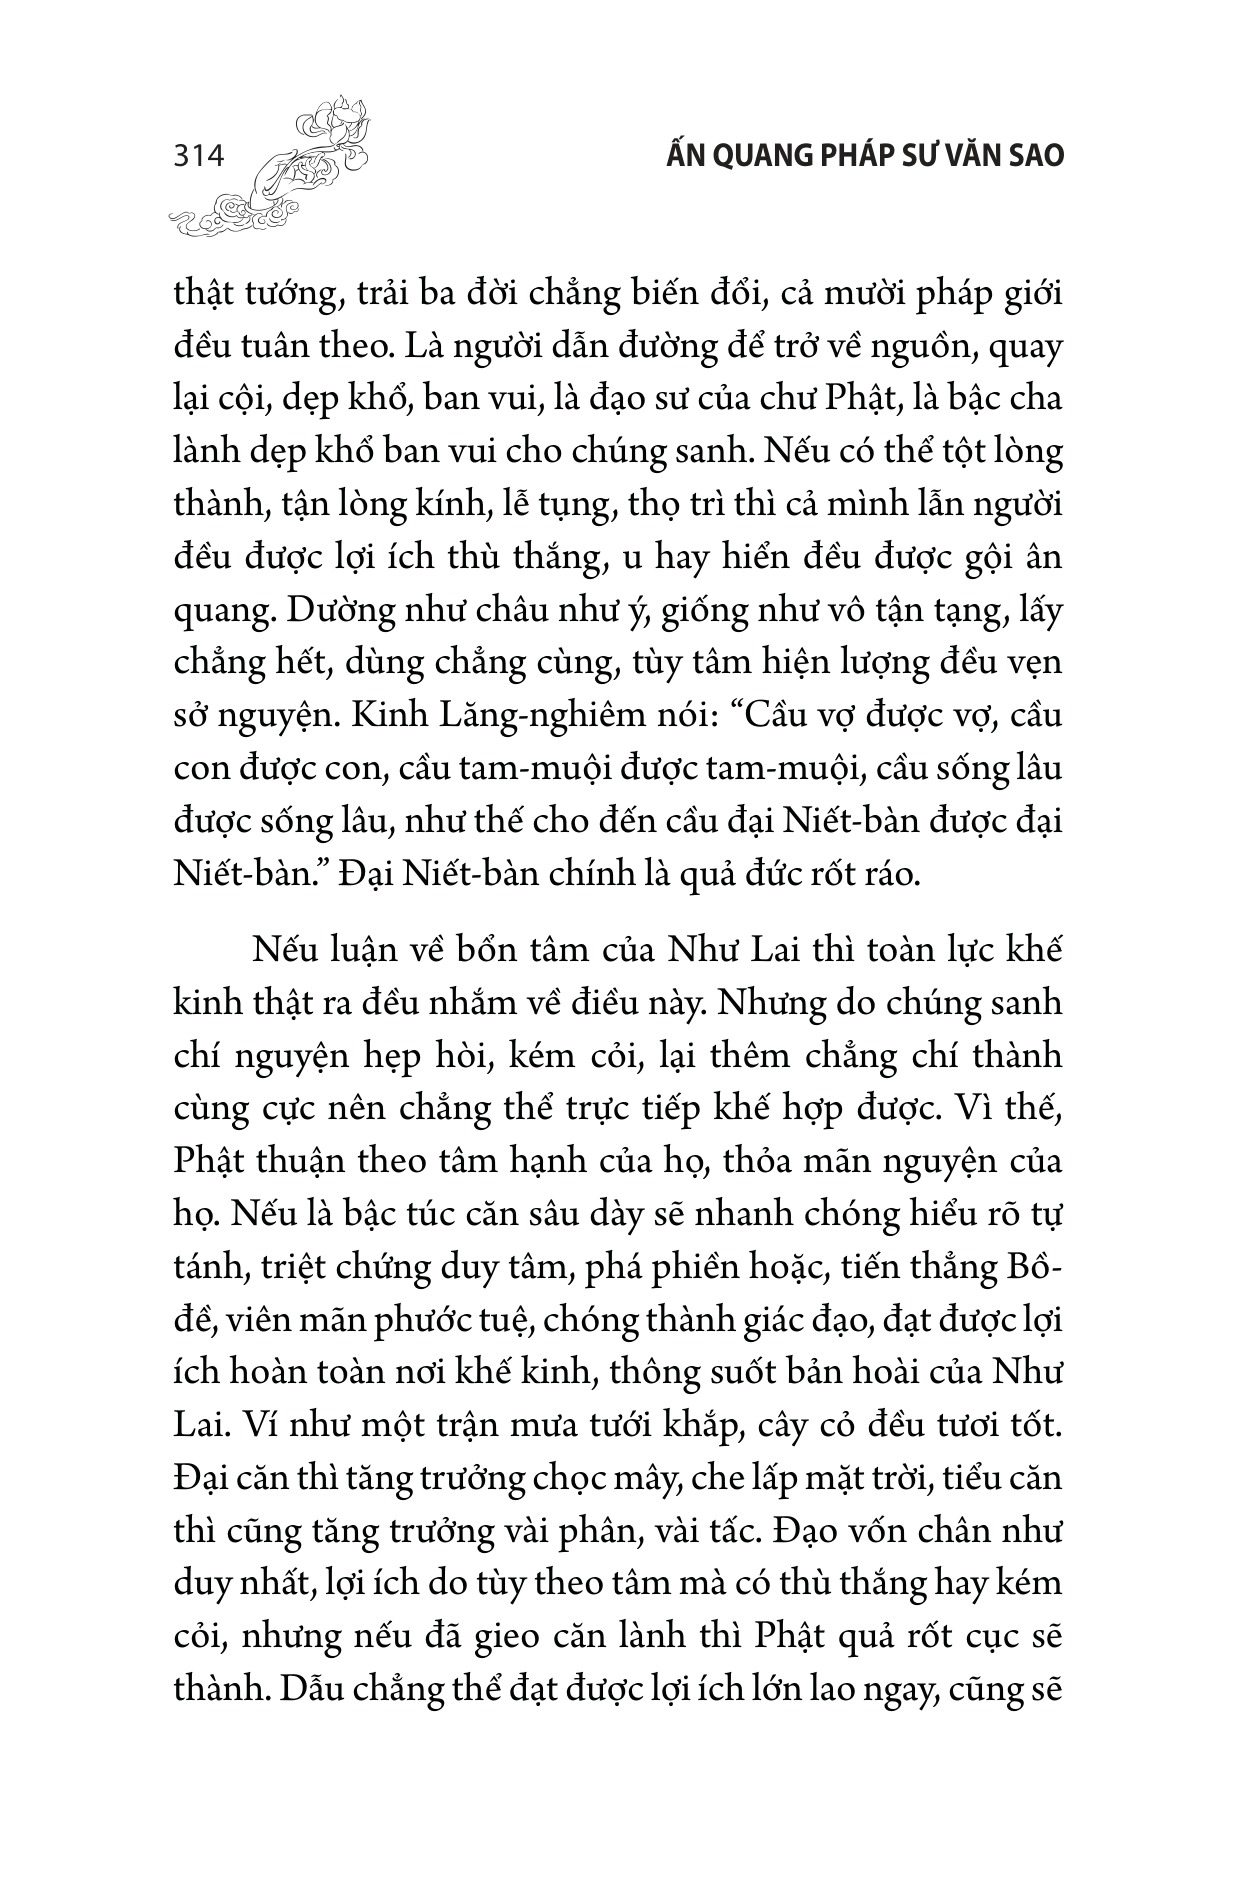 314
ẤN QUANG PHÁP SƯ VĂN SAO
thật tướng, trải ba đời chẳng biến đổi, cả mười pháp giới
đều tuân theo. Là người dẫn đường để trở về nguồn, quay
lại cội, dẹp khổ, ban vui, là đạo sư của chư Phật, là bậc cha
lành dẹp khổ ban vui cho chúng sanh. Nếu có thể tột lòng
thành, tận lòng kính, lễ tụng, thọ trì thì cả mình lẫn người
đều được lợi ích thù thắng, u hay hiển đều được gội ân
quang. Dường như châu như ý, giống như vô tận tạng, lấy
chẳng hết, dùng chẳng cùng, tùy tâm hiện lượng đều vẹn
sở nguyện. Kinh Lăng-nghiêm nói: “Cầu vợ được vợ, cầu
con được con, cầu tam-muội được tam-muội, cầu sống lâu
được sống lâu, như thế cho đến cầu đại Niết-bàn được đại
Niết-bàn.” Đại Niết-bàn chính là quả đức rốt ráo.
Nếu luận về bổn tâm của Như Lai thì toàn lực khế
kinh thật ra đều nhắm về điều này. Nhưng do chúng sanh
chí nguyện hẹp hòi, kém cỏi, lại thêm chẳng chí thành
cùng cực nên chẳng thể trực tiếp khế hợp được. Vì thế,
Phật thuận theo tâm hạnh của họ, thỏa mãn nguyện của
họ. Nếu là bậc túc căn sâu dày sẽ nhanh chóng hiểu rõ tự
tánh, triệt chứng duy tâm, phá phiền hoặc, tiến thẳng Bồ-
đề, viên mãn phước tuệ, chóng thành giác đạo, đạt được lợi
ích hoàn toàn nơi khế kinh, thông suốt bản hoài của Như
Lai. Ví như một trận mưa tưới khắp, cây cỏ đều tươi tốt.
Đại căn thì tăng trưởng chọc mây, che lấp mặt trời, tiểu căn
thì cũng tăng trưởng vài phân, vài tấc. Đạo vốn chân như
duy nhất, lợi ích do tùy theo tâm mà có thù thắng hay kém
cỏi, nhưng nếu đã gieo căn lành thì Phật quả rốt cục sẽ
thành. Dẫu chẳng thể đạt được lợi ích lớn lao ngay, cũng sẽ